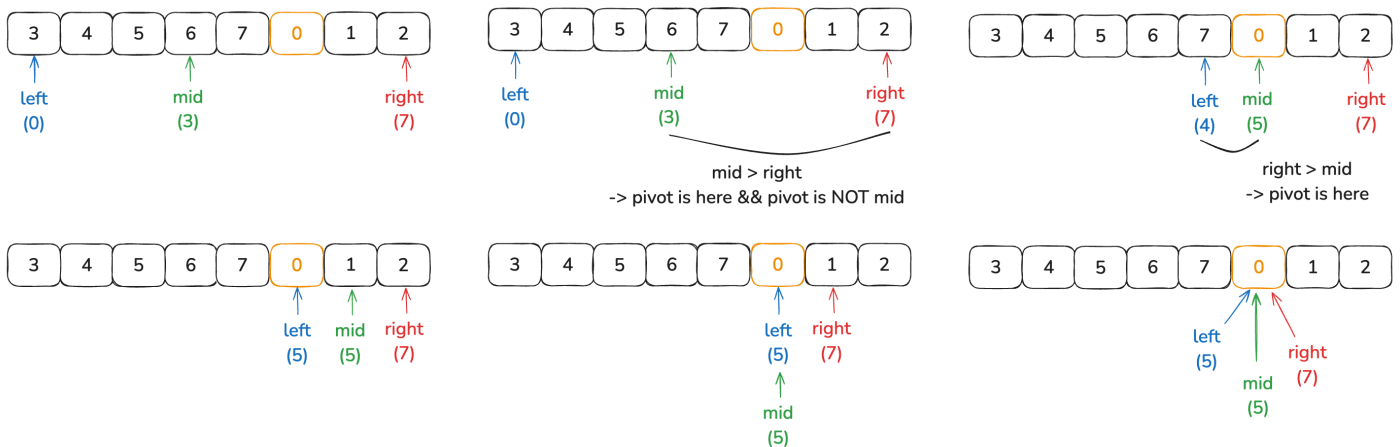 3 4 5 6 7 0 1 2
left mid right
(0) (3) (7)
3 4 5 6 7 0 1 2
left mid right
(0) (3) (7)
mid > right
-> pivot is here && pivot is NOT mid
3 4 5 6 7 0 1 2
left mid right
(4) (5) (7)
right > mid
-> pivot is here
3 4 5 6 7 0 1 2
left mid right
(5) (5) (7)
3 4 5 6 7 0 1 2
left right
(5) (7)
mid
(5)
3 4 5 6 7 0 1 2
left
(5)
right
(7)
mid
(5)